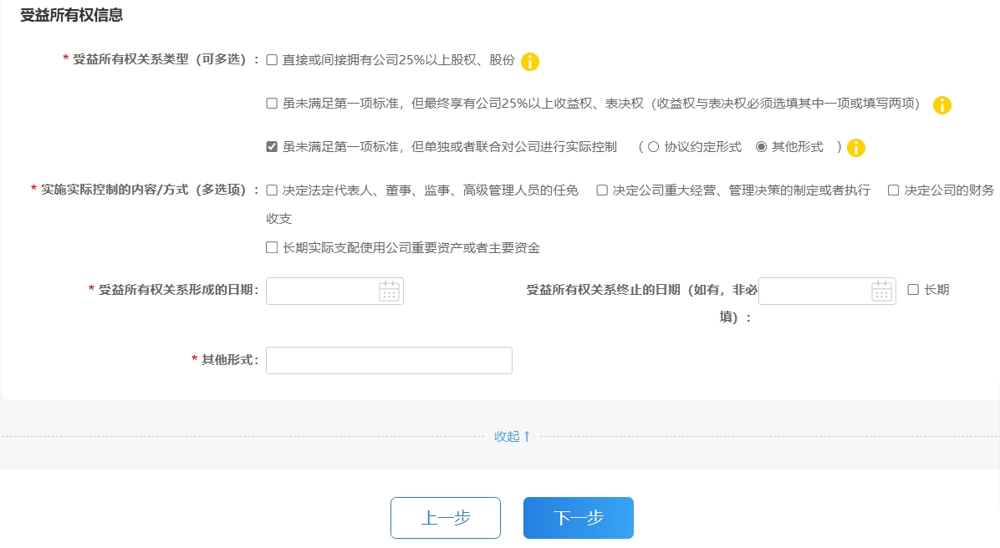 受益所有权信息
* 受益所有权关系类型（可多选）： 直接或间接拥有公司25%以上股权、股份
虽未满足第一项标准，但最终享有公司25%以上收益权、表决权（收益权与表决权必须选填其中一项或填写两项）
虽未满足第一项标准，但单独或者联合对公司进行实际控制 （ 协议约定形式 其他形式 ）
* 实施实际控制的内容/方式（多选项）： 决定法定代表人、董事、监事、高级管理人员的任免 决定公司重大经营、管理决策的制定或者执行 决定公司的财务
收支
长期实际支配使用公司重要资产或者主要资金
* 受益所有权关系形成的日期： 受益所有权关系终止的日期（如有，非必 长期
填）：
* 其他形式：
收起↑
上一步 下一步